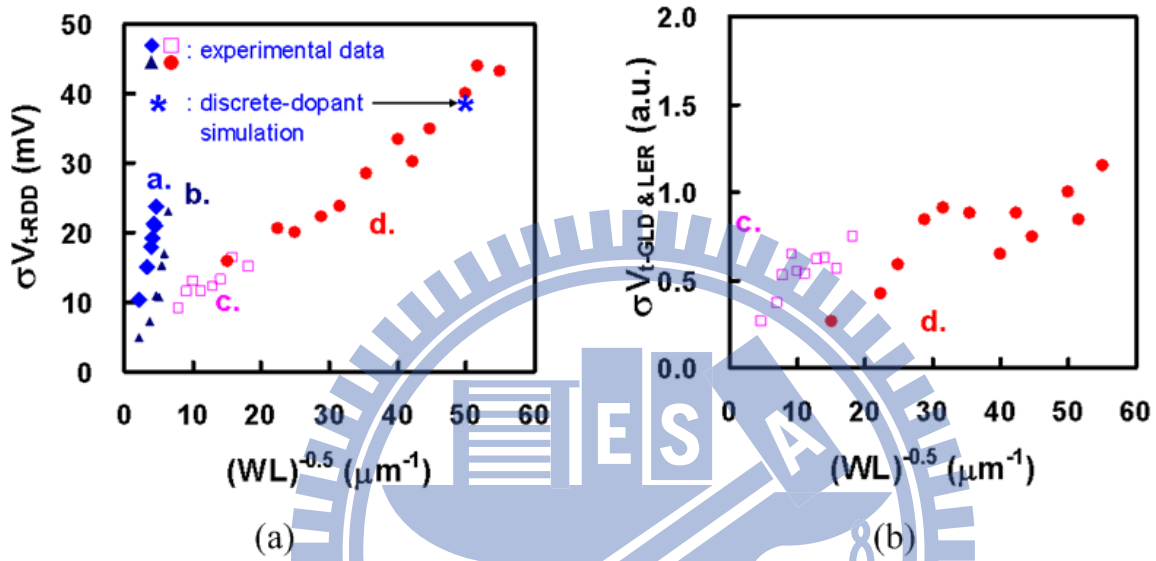 50
40
30
20
10
0
σVt-RDD (mV)
: experimental data
* : discrete-dopant
simulation
a.
b.
c.
d.
0 10 20 30 40 50 60
(WL)^-0.5 (μm^-1)
(a)
2.0
1.5
1.0
0.5
0.0
σVt-GLD & LER (a.u.)
c.
d.
0 10 20 30 40 50 60
(WL)^-0.5 (μm^-1)
(b)
ESA
8